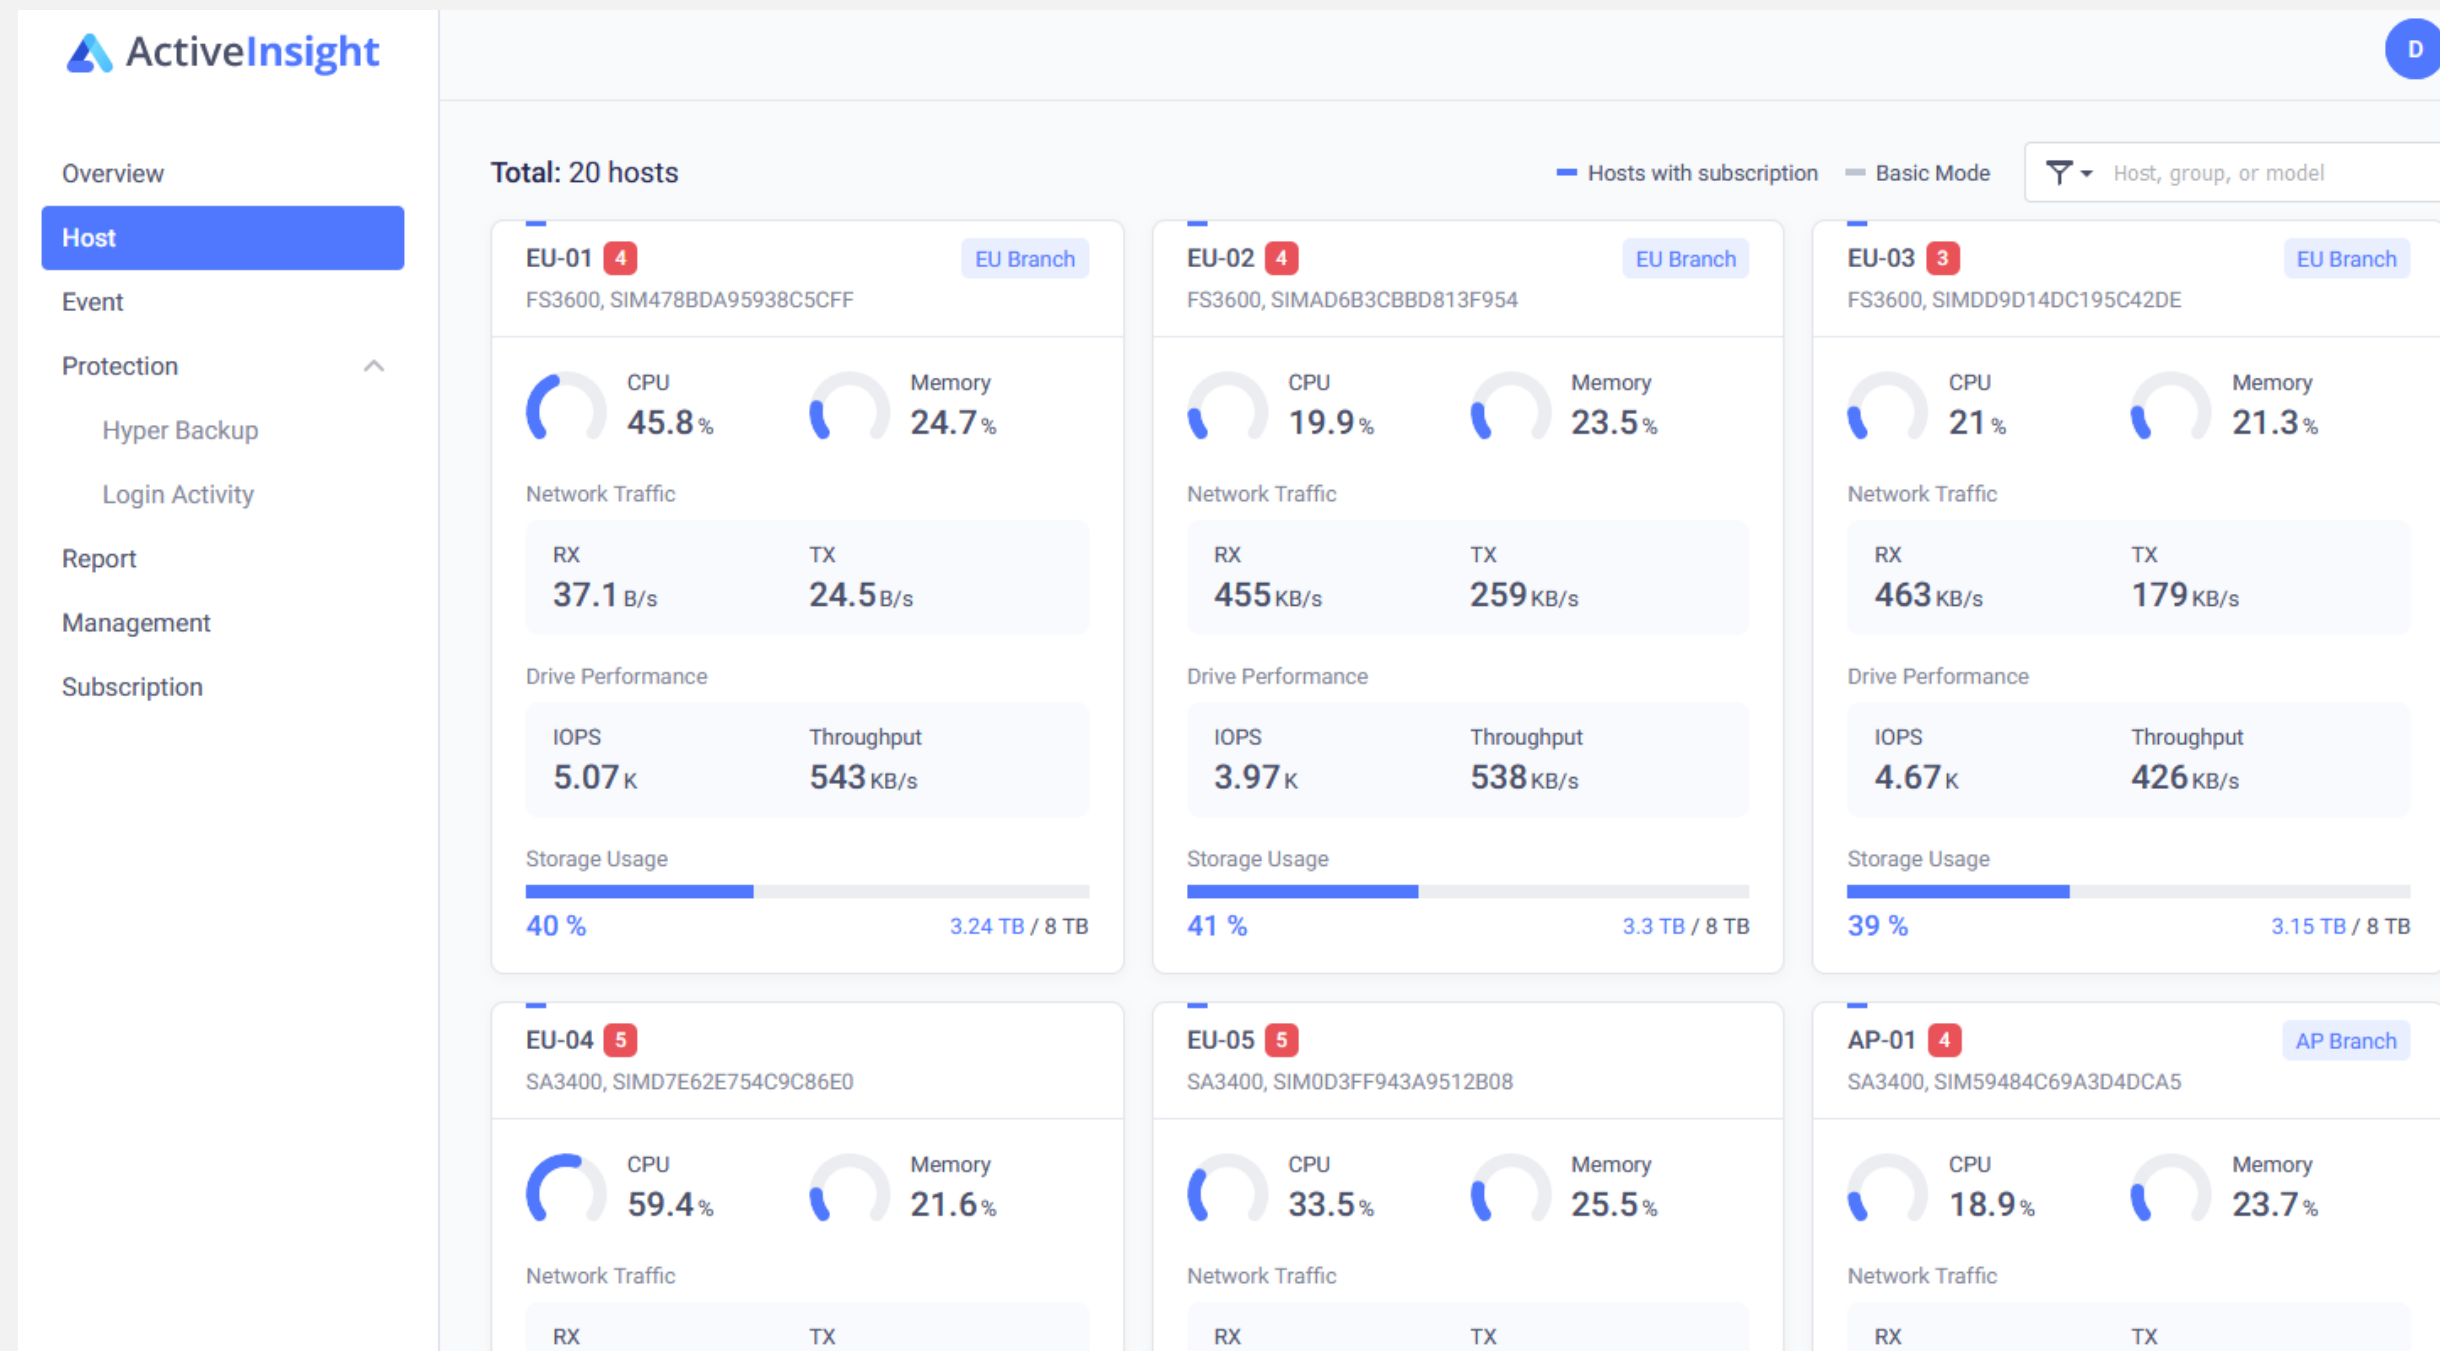 ActiveInsight
D
Overview
Host
Event
Protection
Hyper Backup
Login Activity
Report
Management
Subscription
Total: 20 hosts
Hosts with subscription
Basic Mode
Host, group, or model
EU-01 4 EU Branch
FS3600, SIM478BDA95938C5CFF
CPU
45.8 %
Memory
24.7 %
Network Traffic
RX
37.1 B/s
TX
24.5 B/s
Drive Performance
IOPS
5.07 K
Throughput
543 KB/s
Storage Usage
40 % 3.24 TB / 8 TB
EU-02 4 EU Branch
FS3600, SIMAD6B3CBBD813F954
CPU
19.9 %
Memory
23.5 %
Network Traffic
RX
455 KB/s
TX
259 KB/s
Drive Performance
IOPS
3.97 K
Throughput
538 KB/s
Storage Usage
41 % 3.3 TB / 8 TB
EU-03 3 EU Branch
FS3600, SIMDD9D14DC195C42DE
CPU
21 %
Memory
21.3 %
Network Traffic
RX
463 KB/s
TX
179 KB/s
Drive Performance
IOPS
4.67 K
Throughput
426 KB/s
Storage Usage
39 % 3.15 TB / 8 TB
EU-04 5
SA3400, SIMD7E62E754C9C86E0
CPU
59.4 %
Memory
21.6 %
Network Traffic
RX
TX
EU-05 5
SA3400, SIM0D3FF943A9512B08
CPU
33.5 %
Memory
25.5 %
Network Traffic
RX
TX
AP-01 4 AP Branch
SA3400, SIM59484C69A3D4DCA5
CPU
18.9 %
Memory
23.7 %
Network Traffic
RX
TX